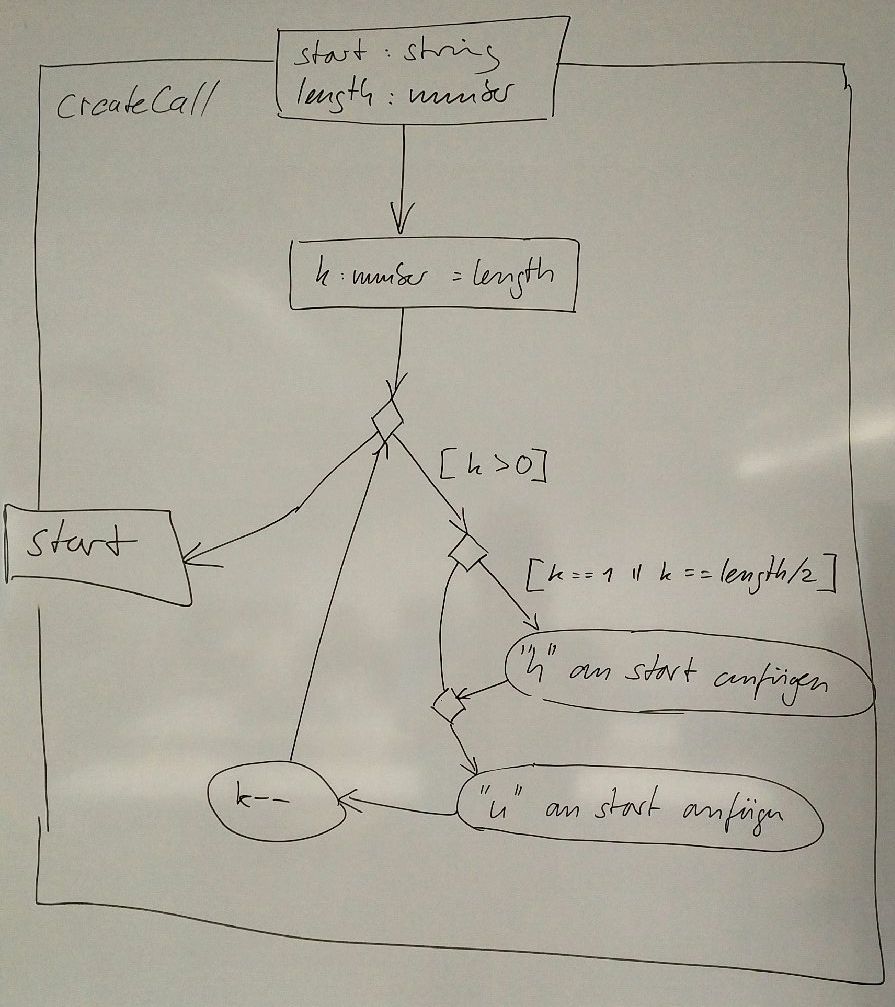 start : string
length : number
createCall
k : number = length
[k > 0]
start
[k == 1 || k == length/2]
"h" an start anfügen
k--
"u" an start anfügen